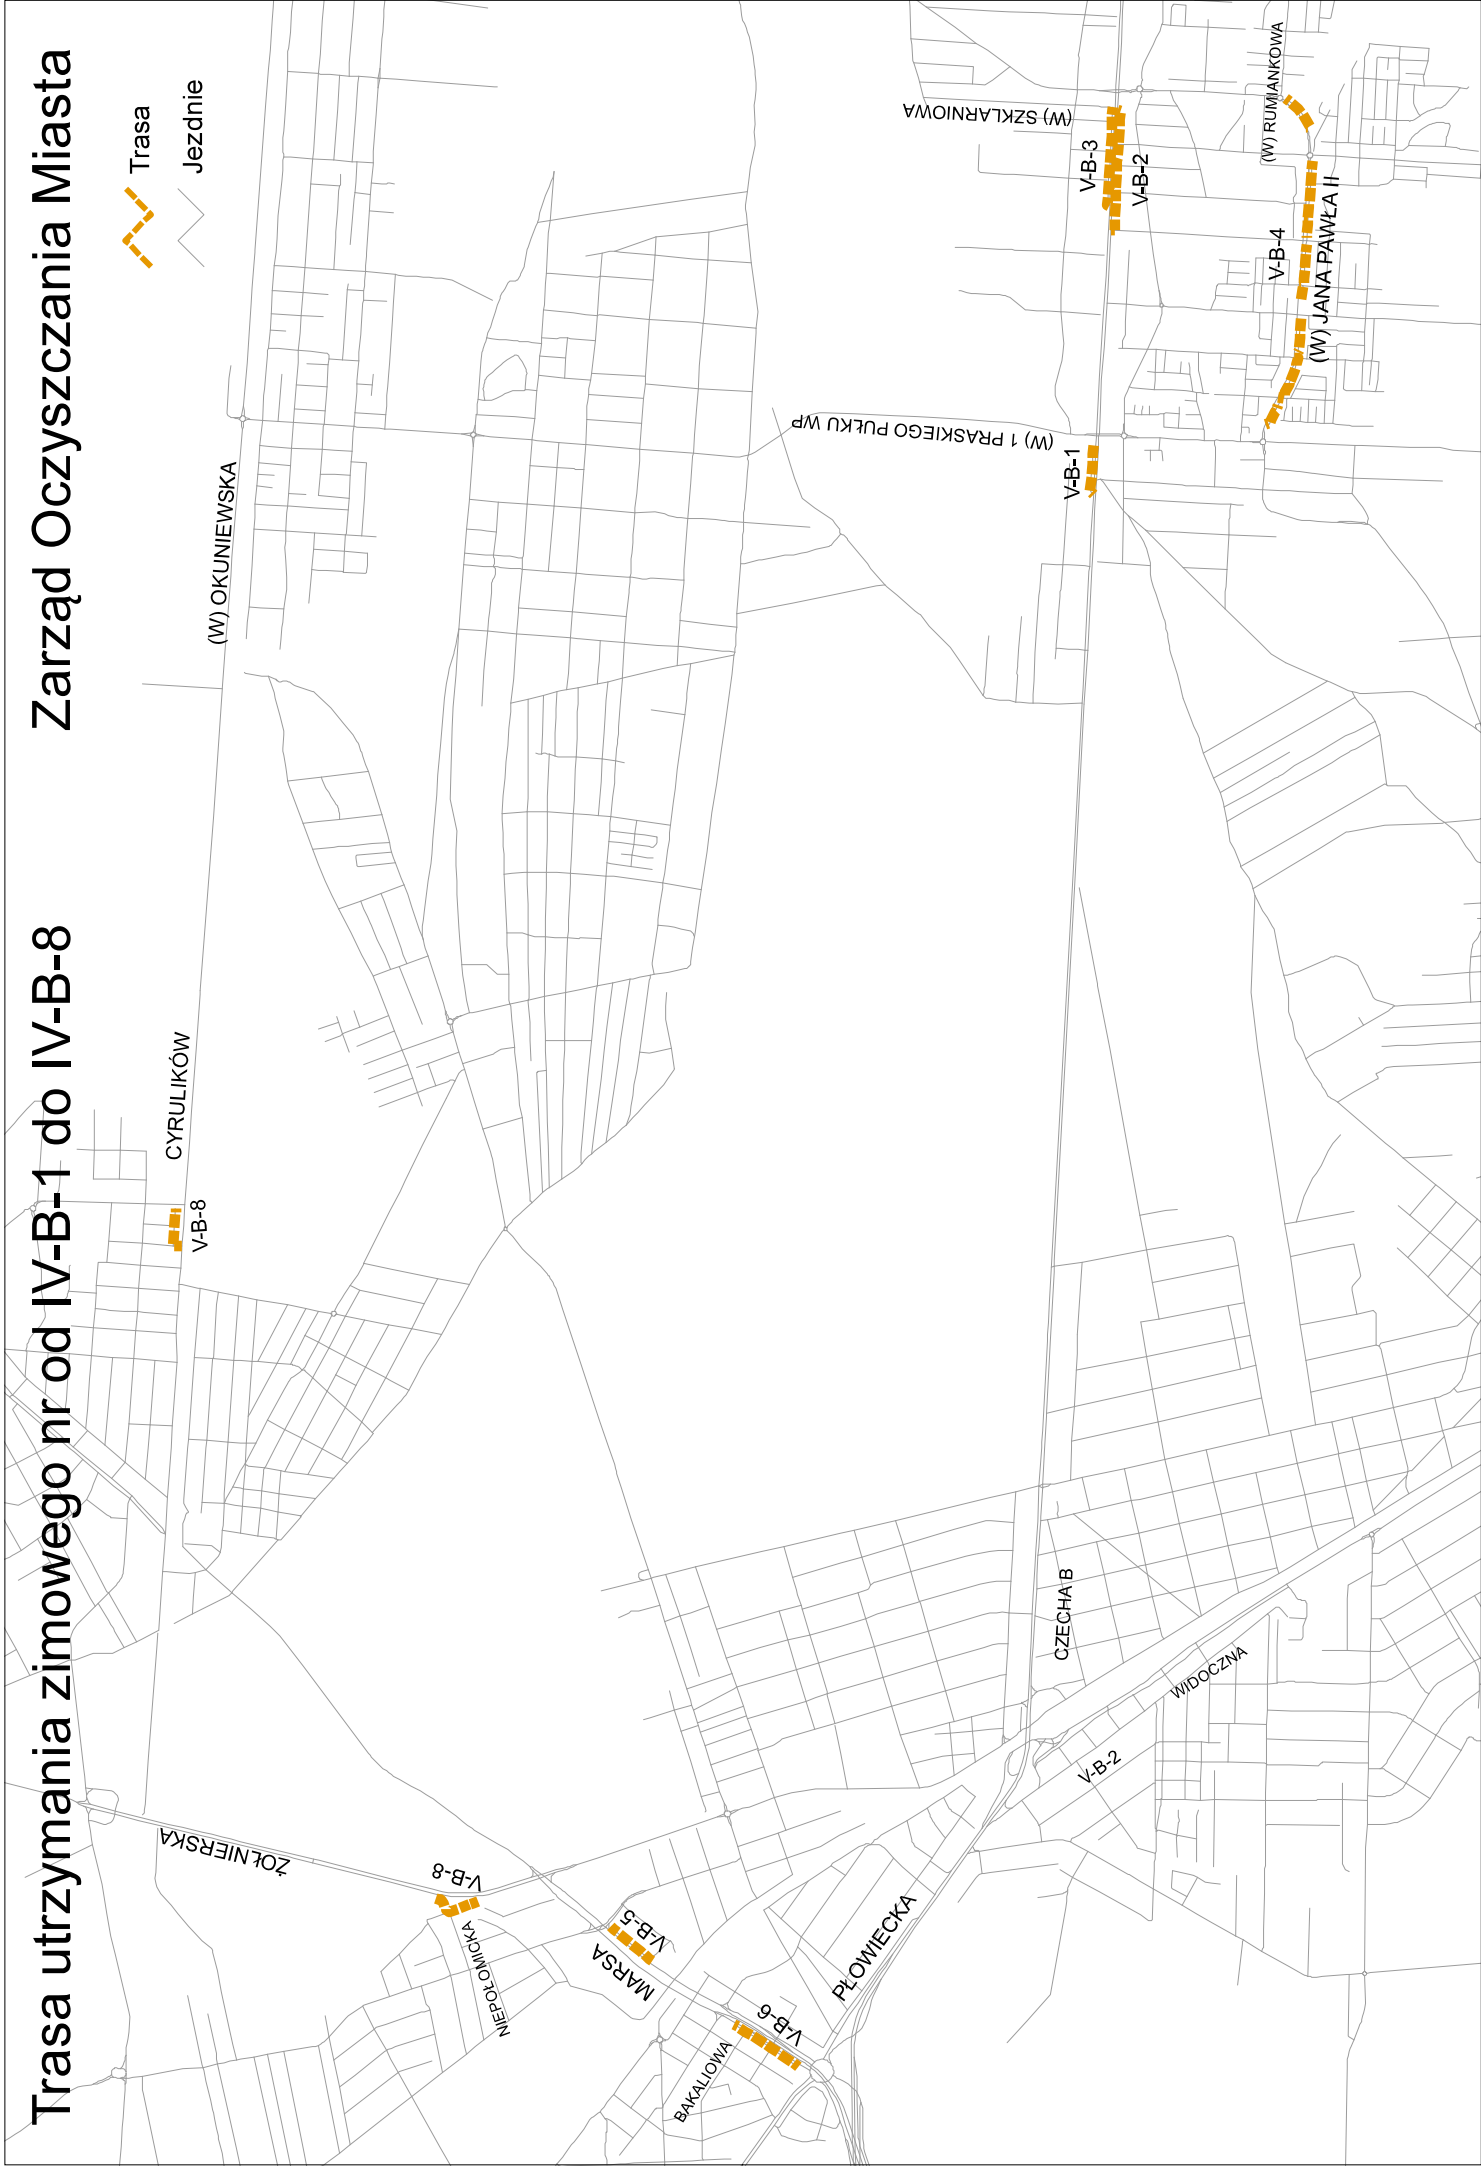 Trasa utrzymania zimowego nr od IV-B-1 do IV-B-8
Zarząd Oczyszczania Miasta
Trasa
Jezdnie
(W) OKUNIEWSKA
CYRULIKÓW
V-B-8
ŻOŁNIERSKA
V-B-8
NIEPOŁOMICKA
V-B-5
MARSA
V-B-6
BAKALIOWA
PŁOWIECKA
V-B-2
WIDOCZNA
CZECHA B
V-B-1
(W) 1 PRASKIEGO PUŁKU WP
(W) SZKLARNIOWA
V-B-3
V-B-2
V-B-4
(W) JANA PAWŁA II
(W) RUMIANKOWA